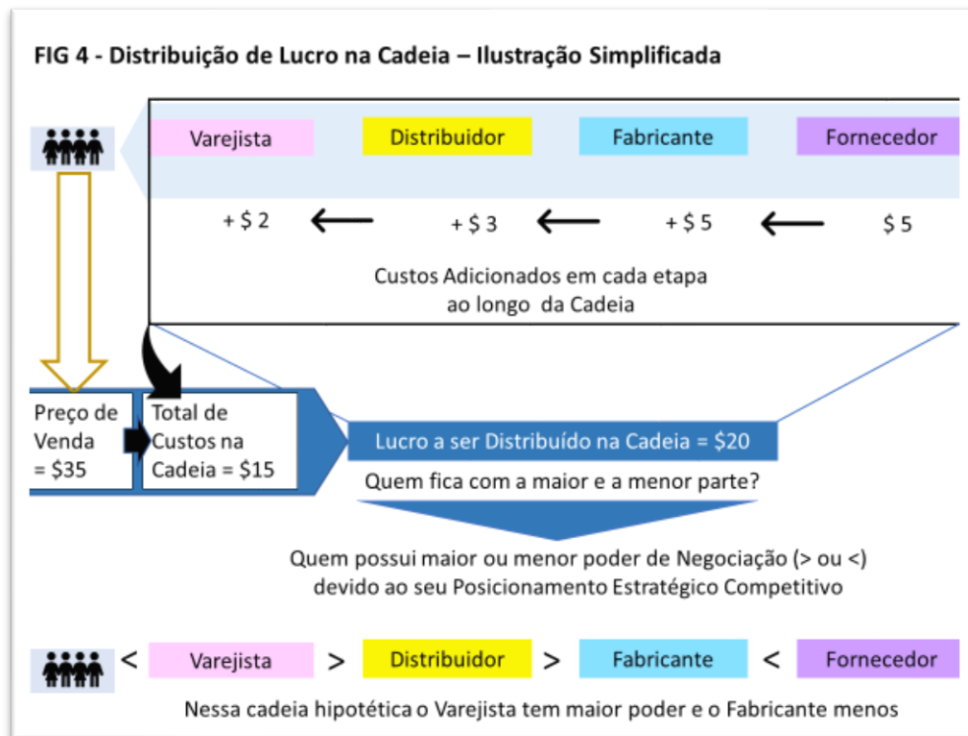 FIG 4 - Distribuição de Lucro na Cadeia – Ilustração Simplificada
Varejista Distribuidor Fabricante Fornecedor
+ $ 2 + $ 3 + $ 5 $ 5
Custos Adicionados em cada etapa
ao longo da Cadeia
Preço de
Venda
= $35
Total de
Custos na
Cadeia = $15
Lucro a ser Distribuído na Cadeia = $20
Quem fica com a maior e a menor parte?
Quem possui maior ou menor poder de Negociação (> ou <)
devido ao seu Posicionamento Estratégico Competitivo
< Varejista > Distribuidor > Fabricante < Fornecedor
Nessa cadeia hipotética o Varejista tem maior poder e o Fabricante menos